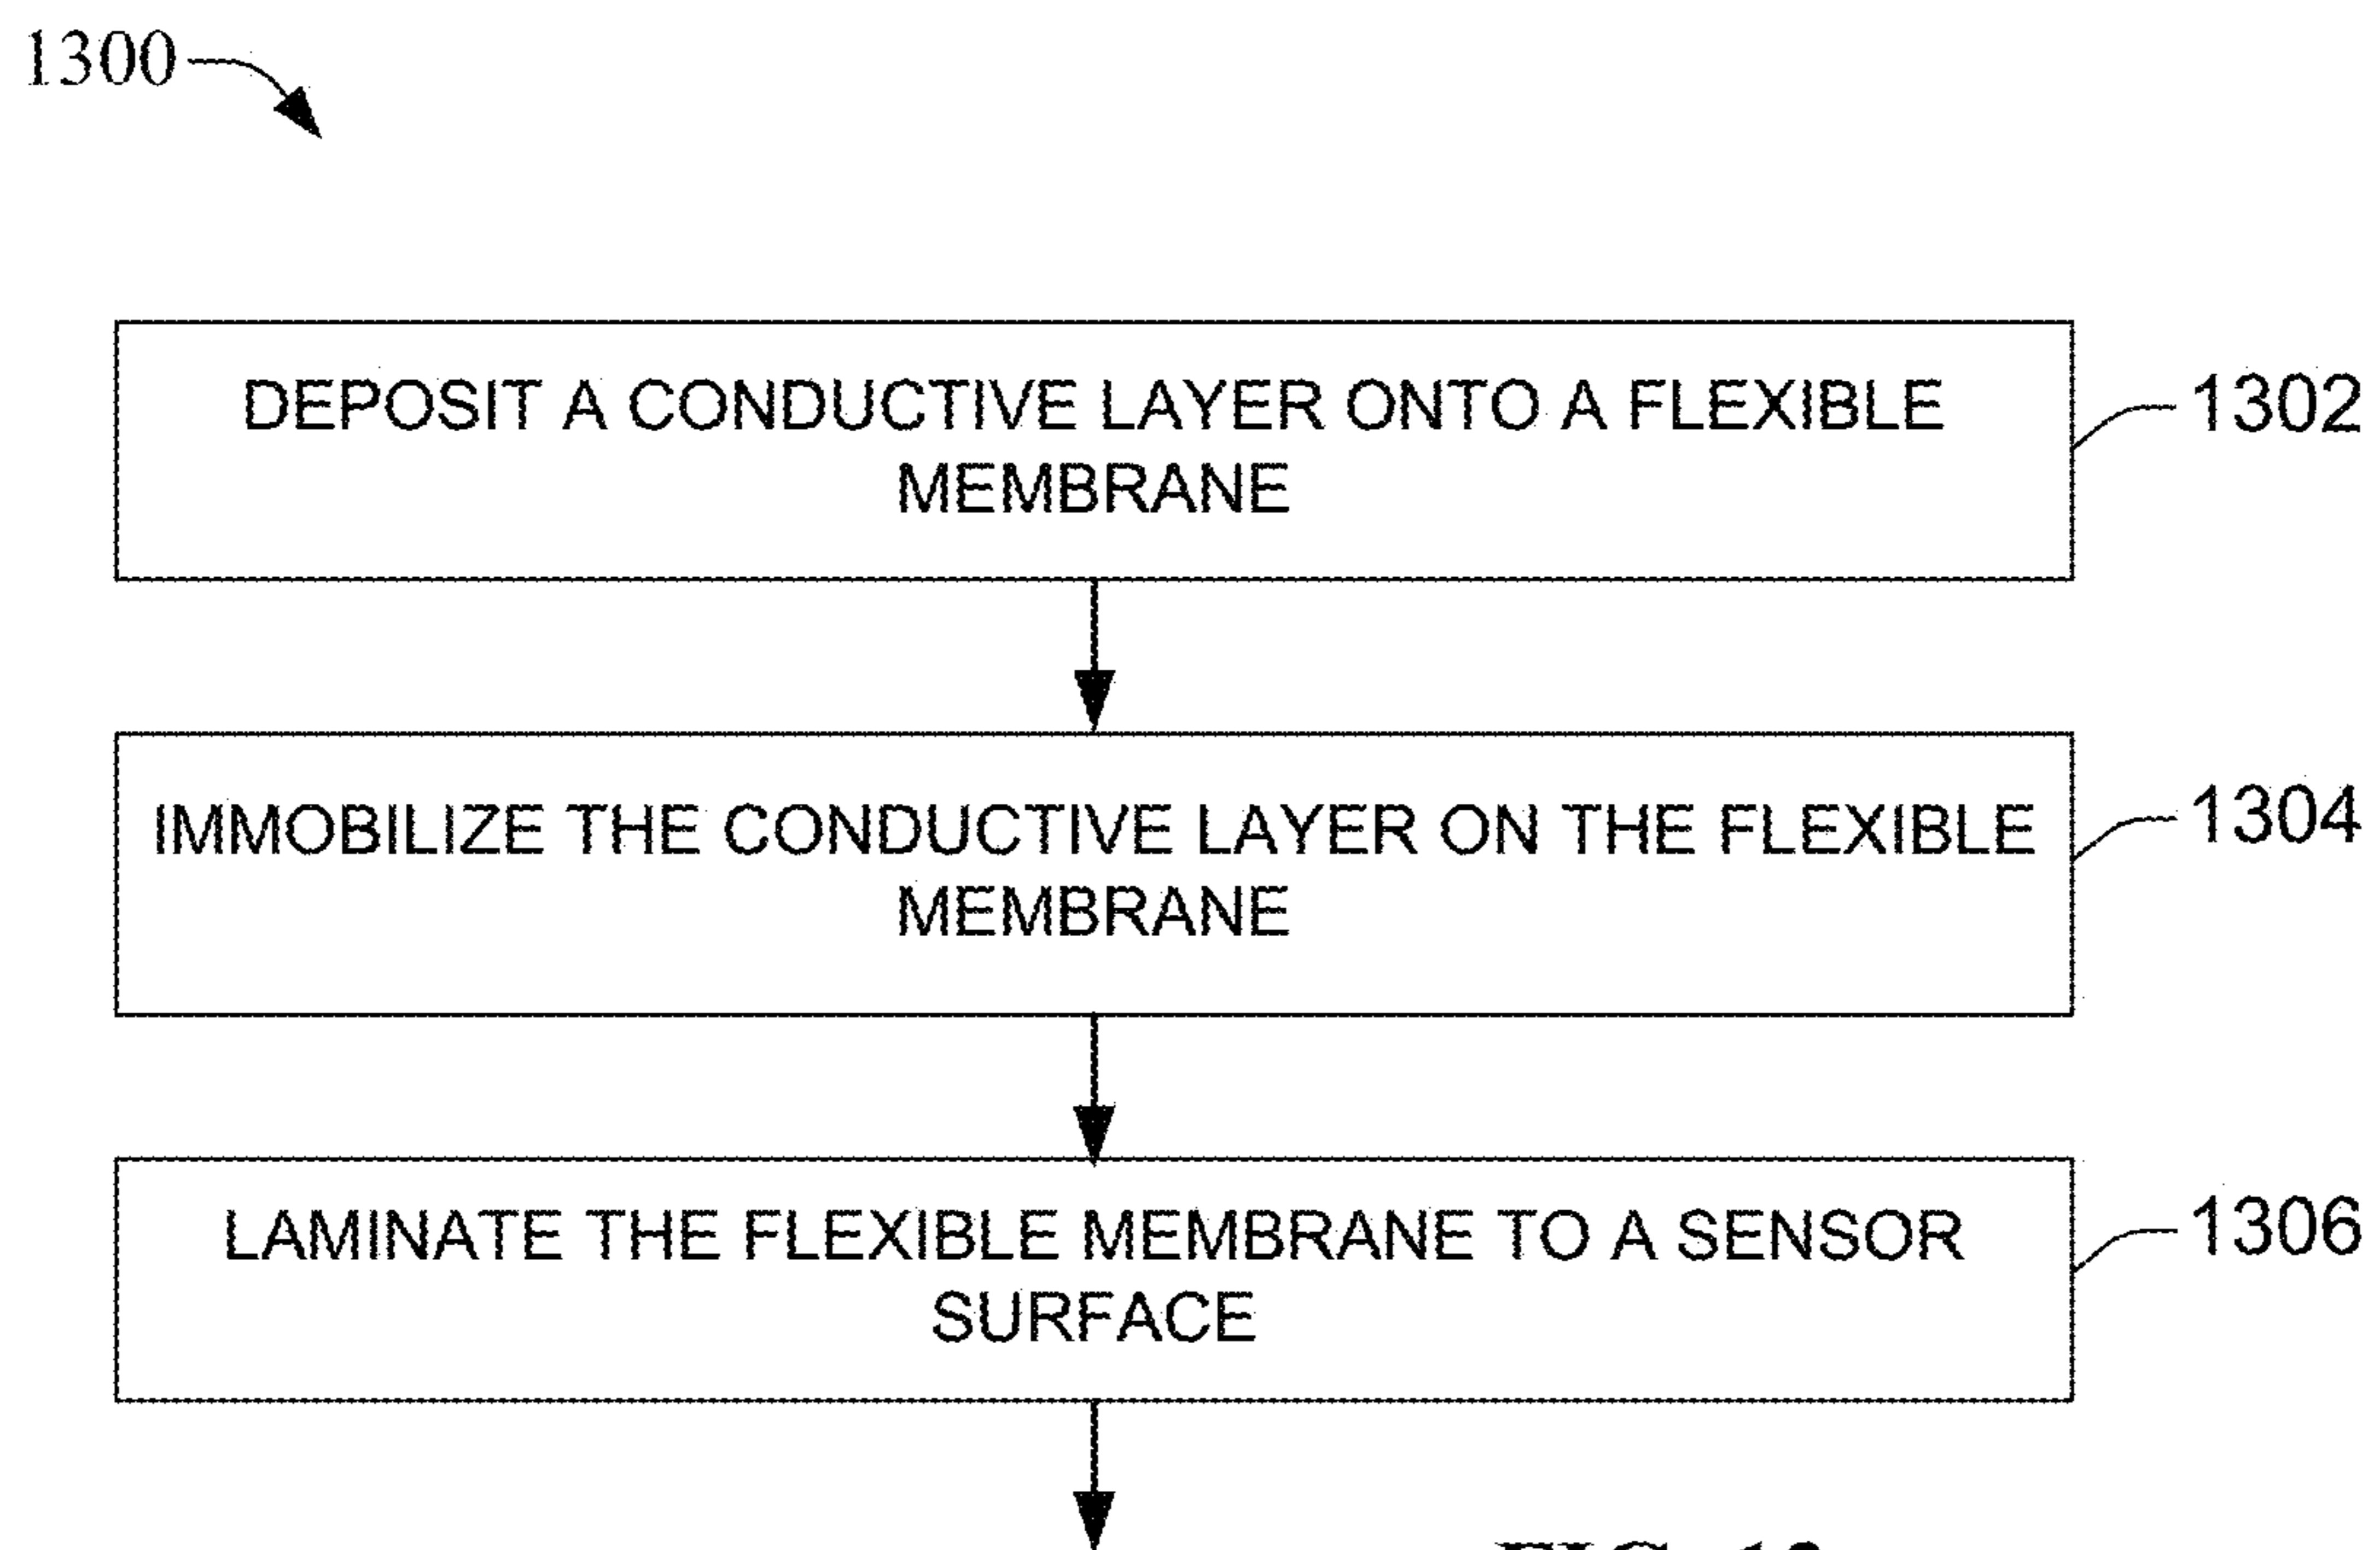 1300
DEPOSIT A CONDUCTIVE LAYER ONTO A FLEXIBLE
MEMBRANE
1302
IMMOBILIZE THE CONDUCTIVE LAYER ON THE FLEXIBLE
MEMBRANE
1304
LAMINATE THE FLEXIBLE MEMBRANE TO A SENSOR
SURFACE
1306